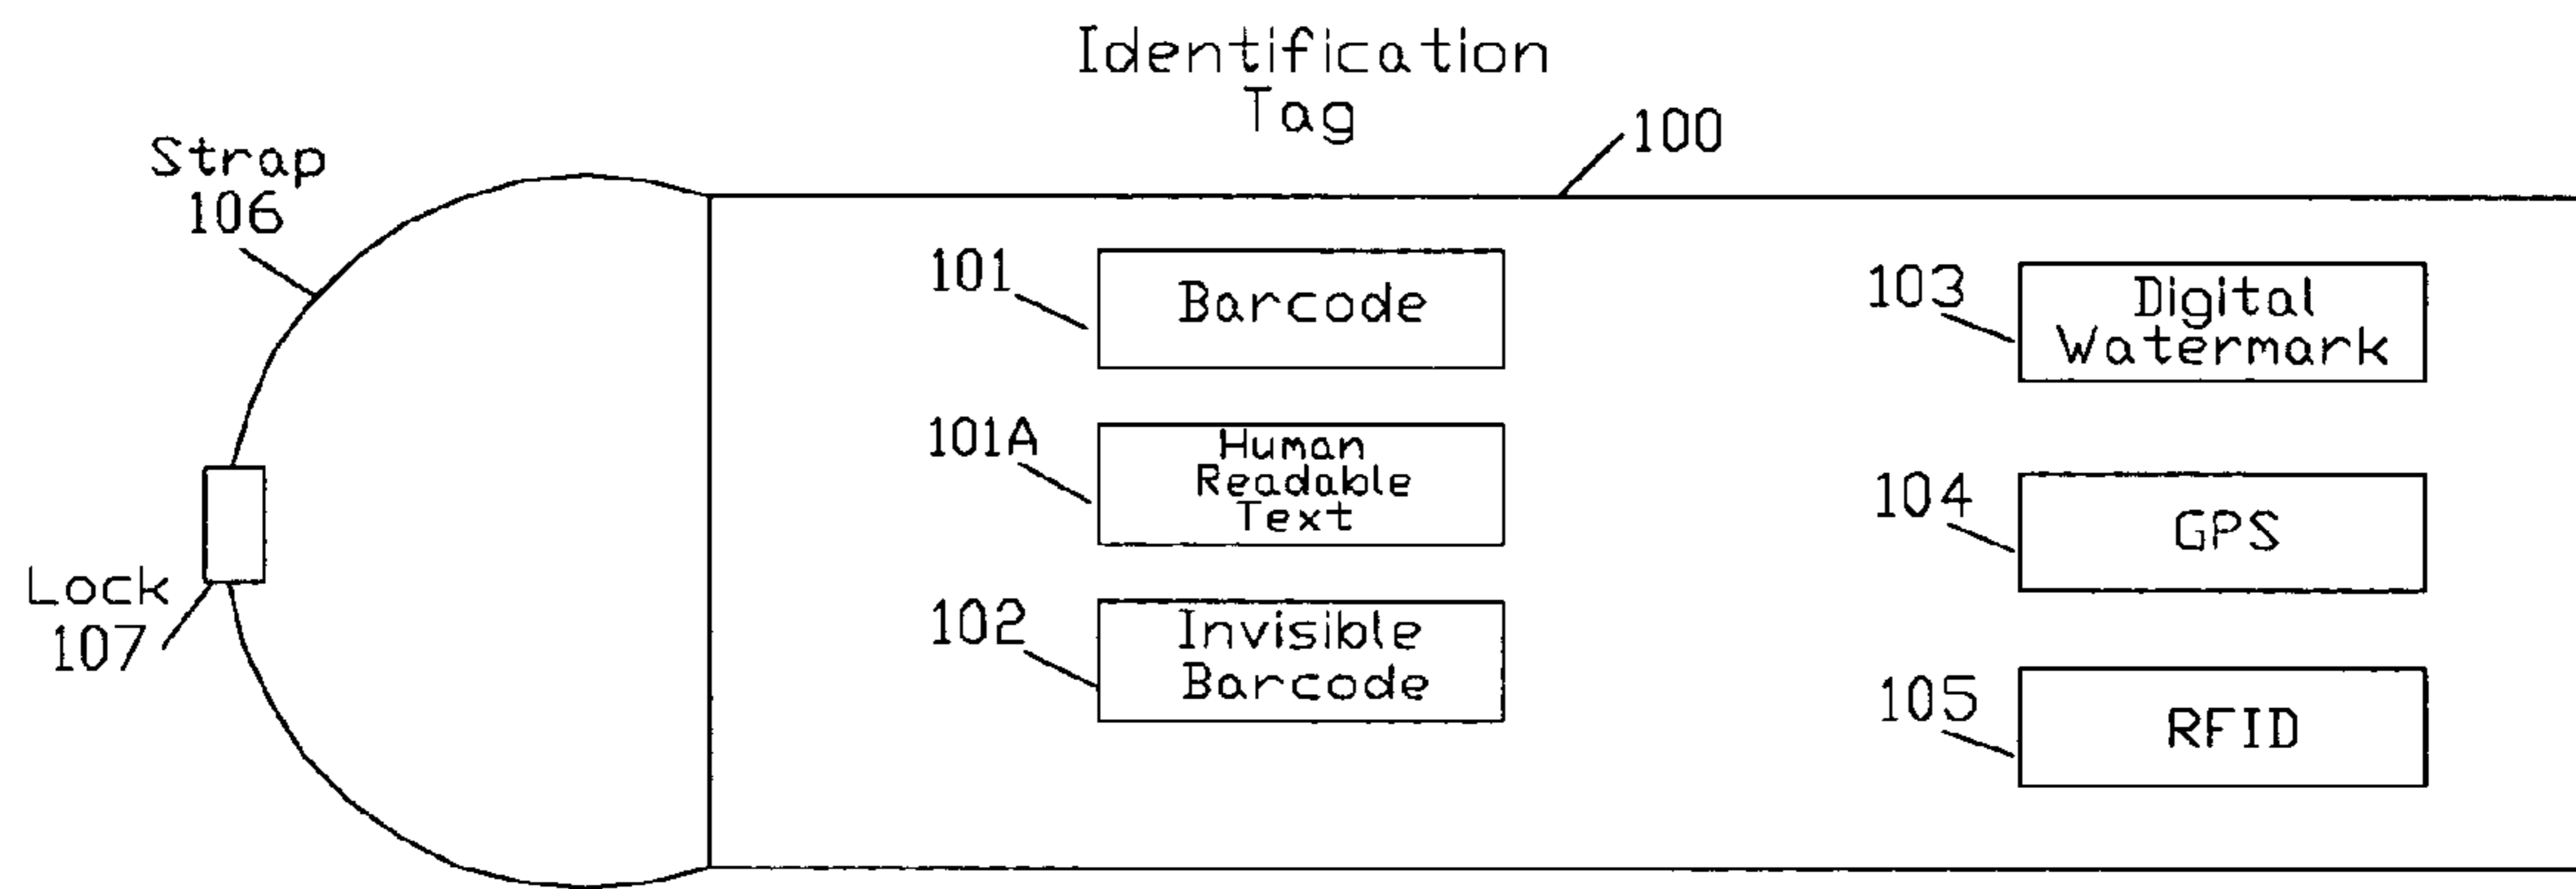 Identification
Tag
100
Strap
106
101
Barcode
103
Digital
Watermark
101A
Human
Readable
Text
104
GPS
Lock
107
102
Invisible
Barcode
105
RFID